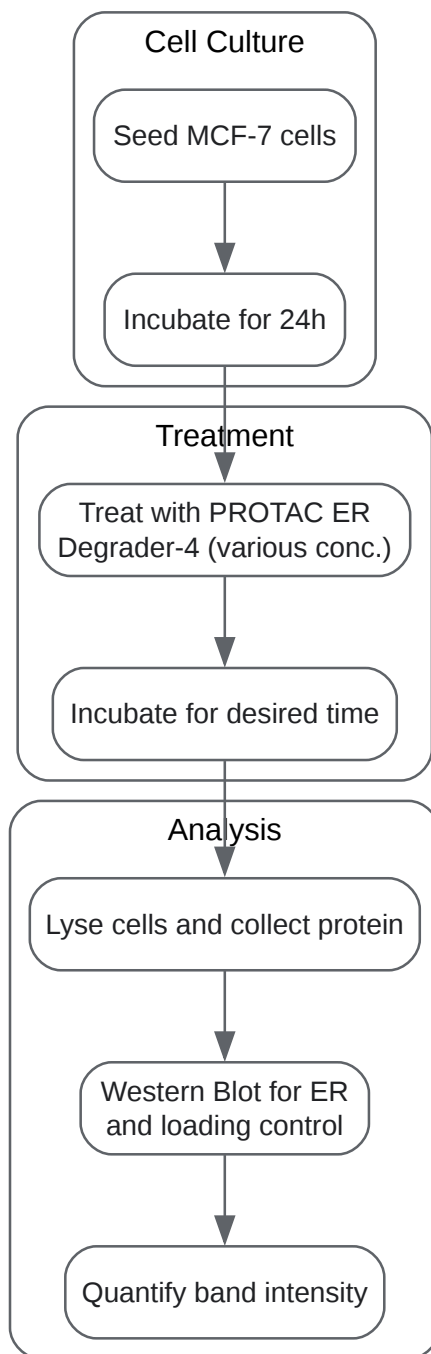 Cell Culture
Seed MCF-7 cells
Incubate for 24h
Treatment
Treat with PROTAC ER
Degrader-4 (various conc.)
Incubate for desired time
Analysis
Lyse cells and collect protein
Western Blot for ER
and loading control
Quantify band intensity